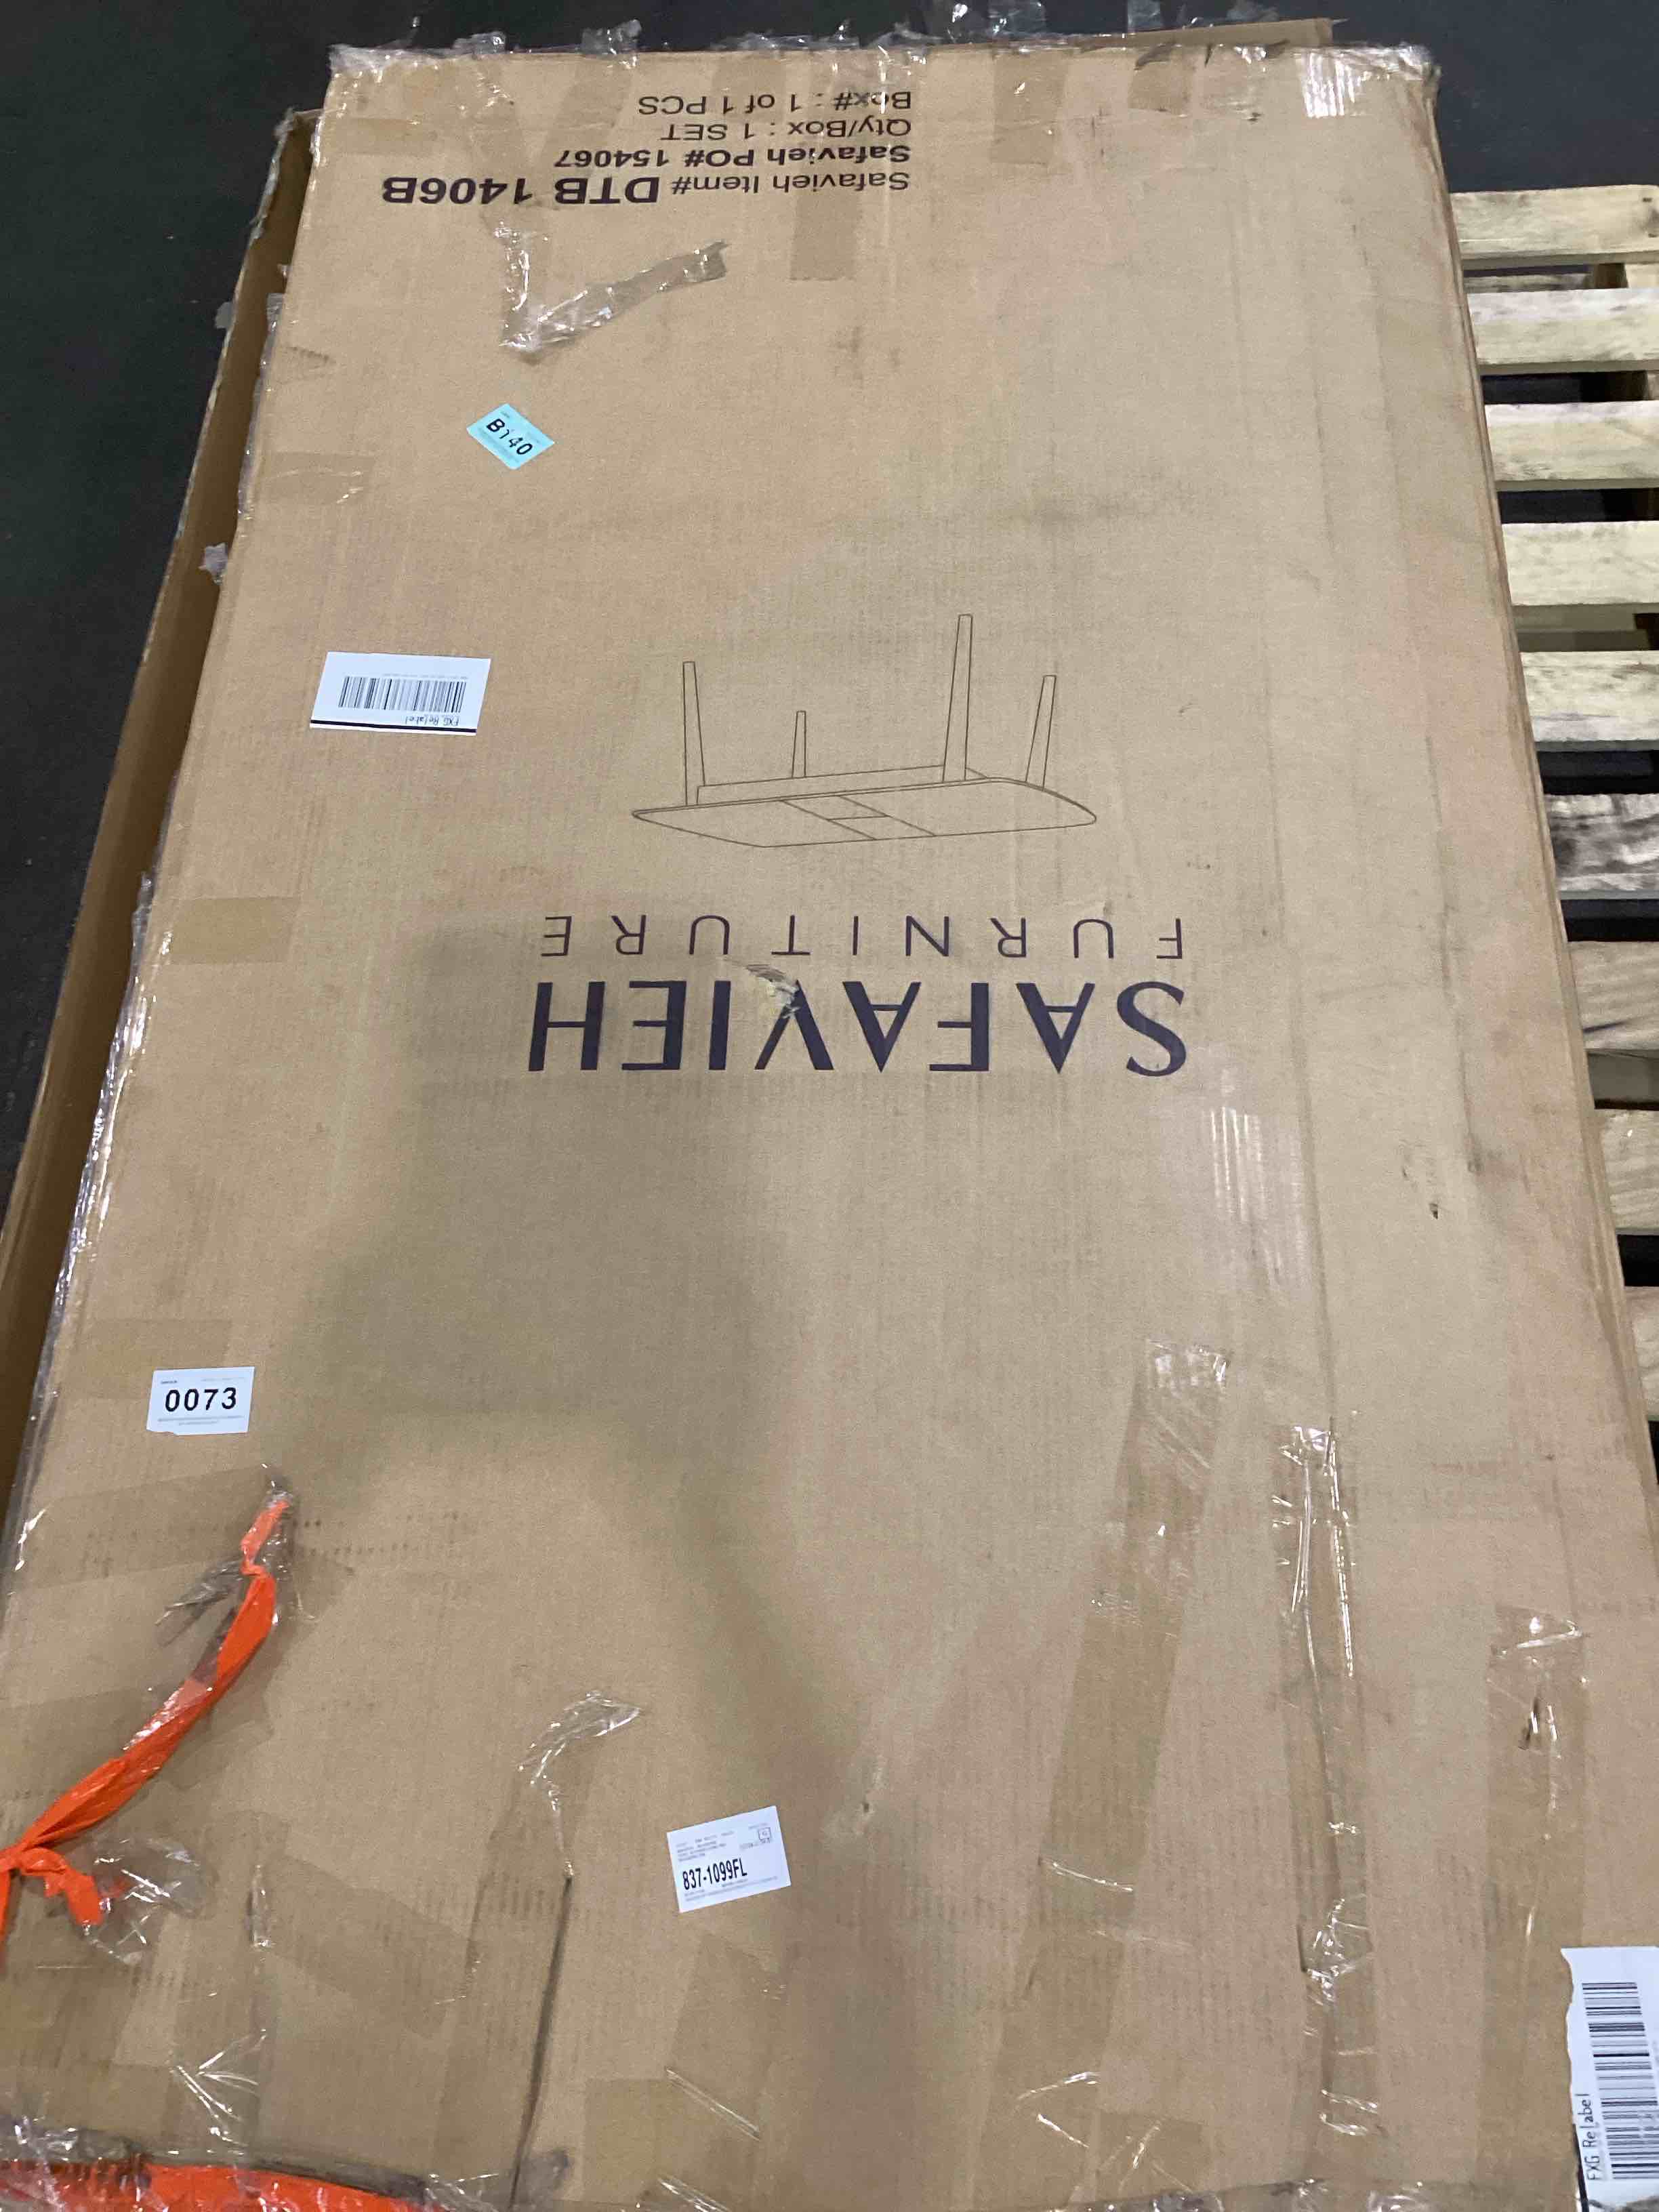 SAFAVIEH
FURNITURE
Safavieh Item# DTB 1406B
Safavieh PO# 154067
Qty/Box : 1 SET
Box# : 1 of 1 PCS
B140
FXG Relabel
0073
837-1099FL
FXG Relabel